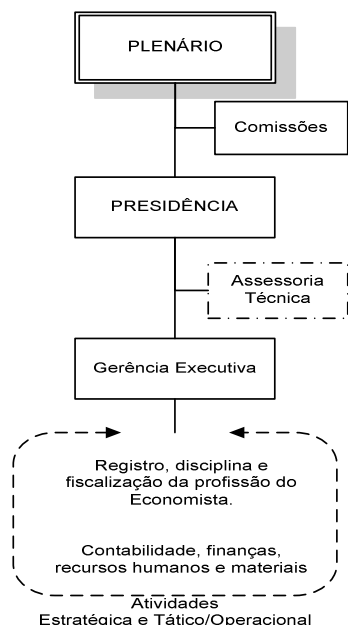 PLENÁRIO
Comissões
PRESIDÊNCIA
Assessoria
Técnica
Gerência Executiva
Registro, disciplina e
fiscalização da profissão do
Economista.
Contabilidade, finanças,
recursos humanos e materiais
Atividades
Estratégica e Tático/Operacional